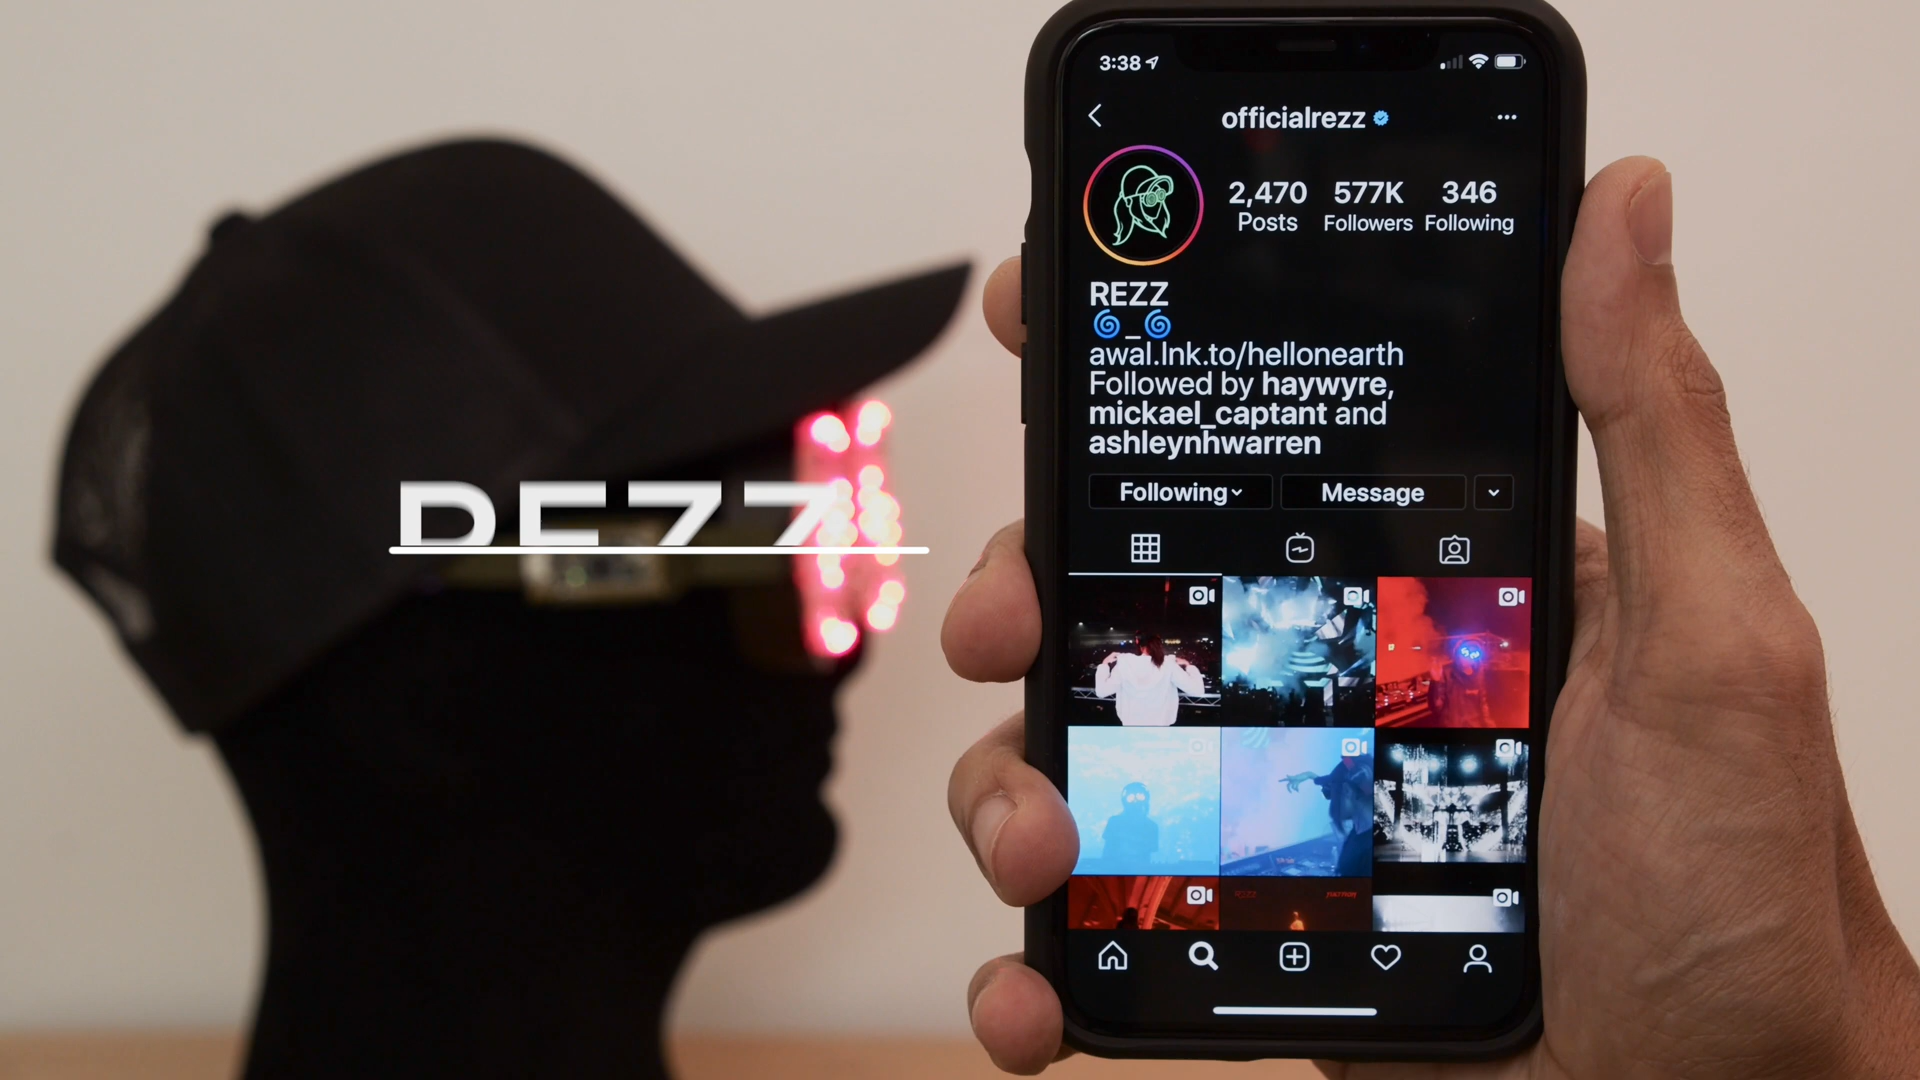 REZZ
3:38
officialrezz
2,470 577K 346
Posts Followers Following
REZZ
🌀_🌀
awal.lnk.to/hellonearth
Followed by haywyre,
mickael_captant and
ashleynhwarren
Following Message